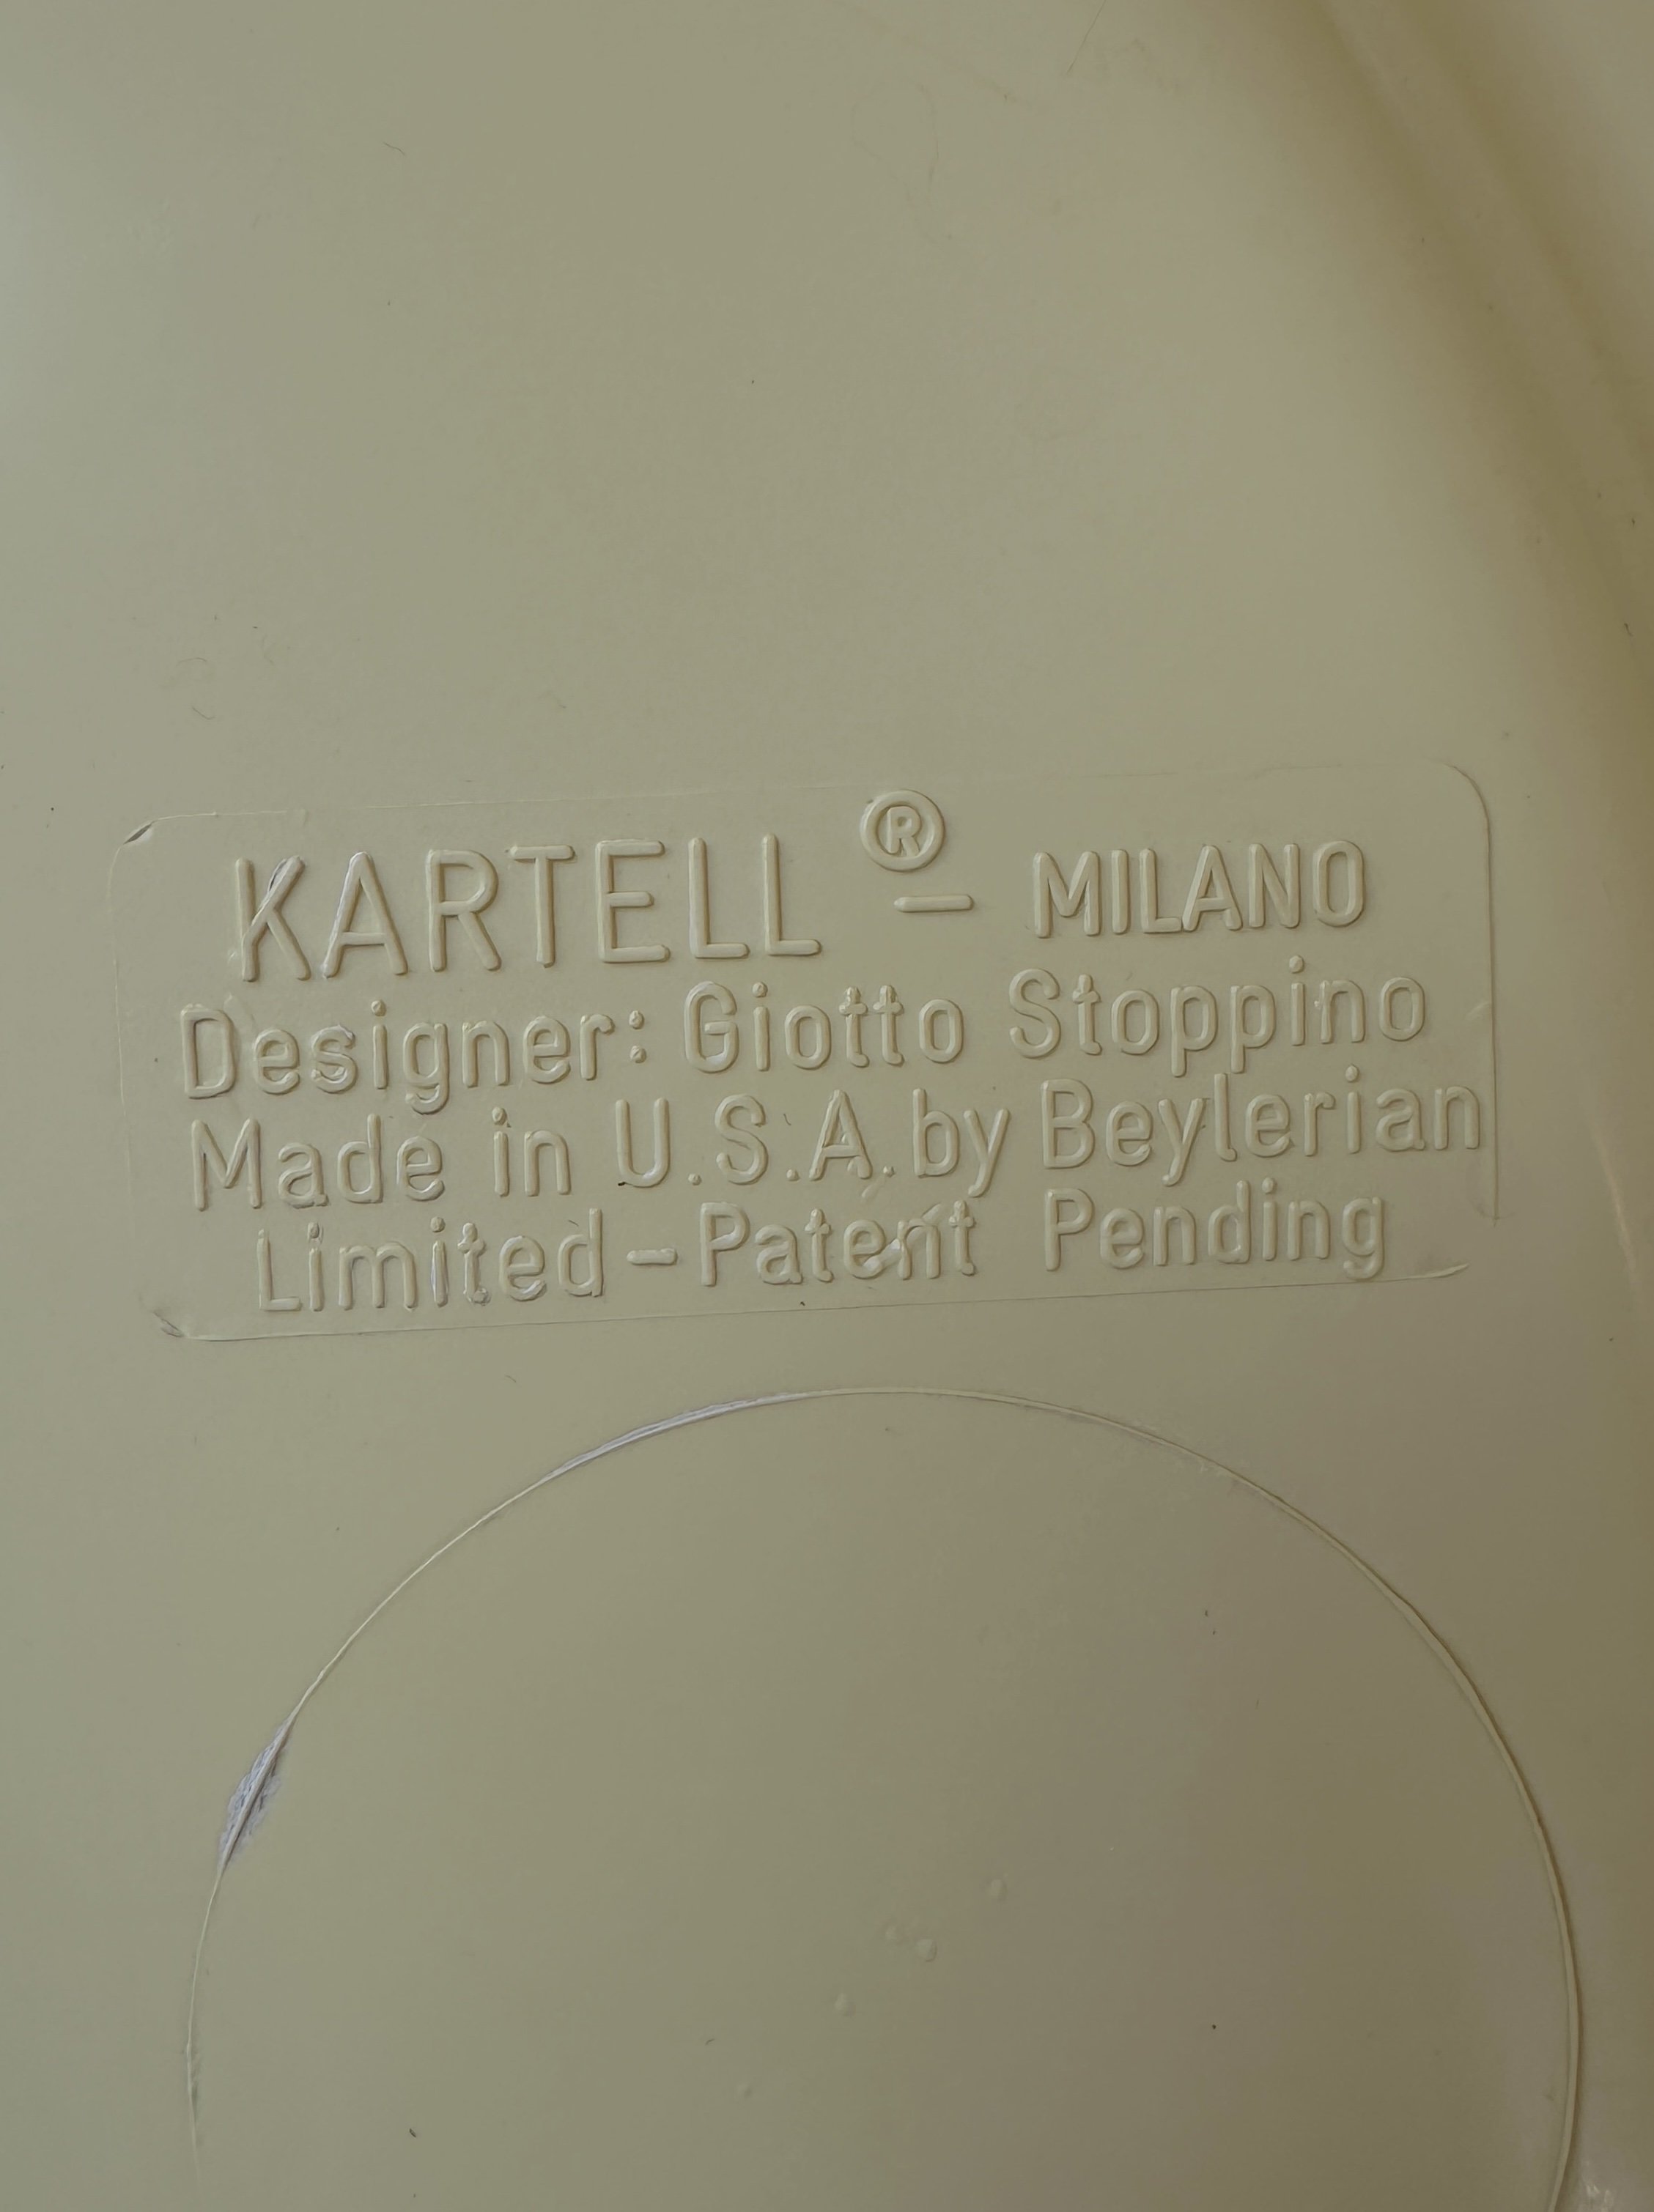 KARTELL ® – MILANO
Designer: Giotto Stoppino
Made in U.S.A. by Beylerian
Limited – Patent Pending